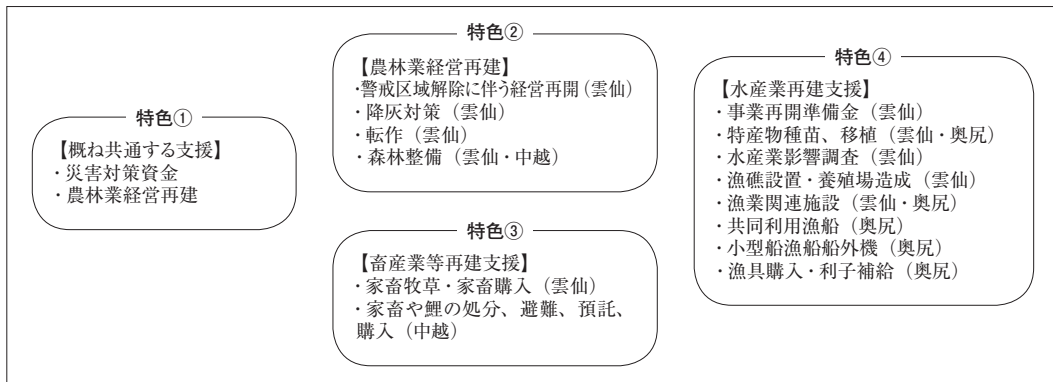 特色①
【概ね共通する支援】
・災害対策資金
・農林業経営再建
特色②
【農林業経営再建】
・警戒区域解除に伴う経営再開（雲仙）
・降灰対策（雲仙）
・転作（雲仙）
・森林整備（雲仙・中越）
特色③
【畜産業等再建支援】
・家畜牧草・家畜購入（雲仙）
・家畜や鯉の処分、避難、預託、
購入（中越）
特色④
【水産業再建支援】
・事業再開準備金（雲仙）
・特産物種苗、移植（雲仙・奥尻）
・水産業影響調査（雲仙）
・漁礁設置・養殖場造成（雲仙）
・漁業関連施設（雲仙・奥尻）
・共同利用漁船（奥尻）
・小型船漁船船外機（奥尻）
・漁具購入・利子補給（奥尻）